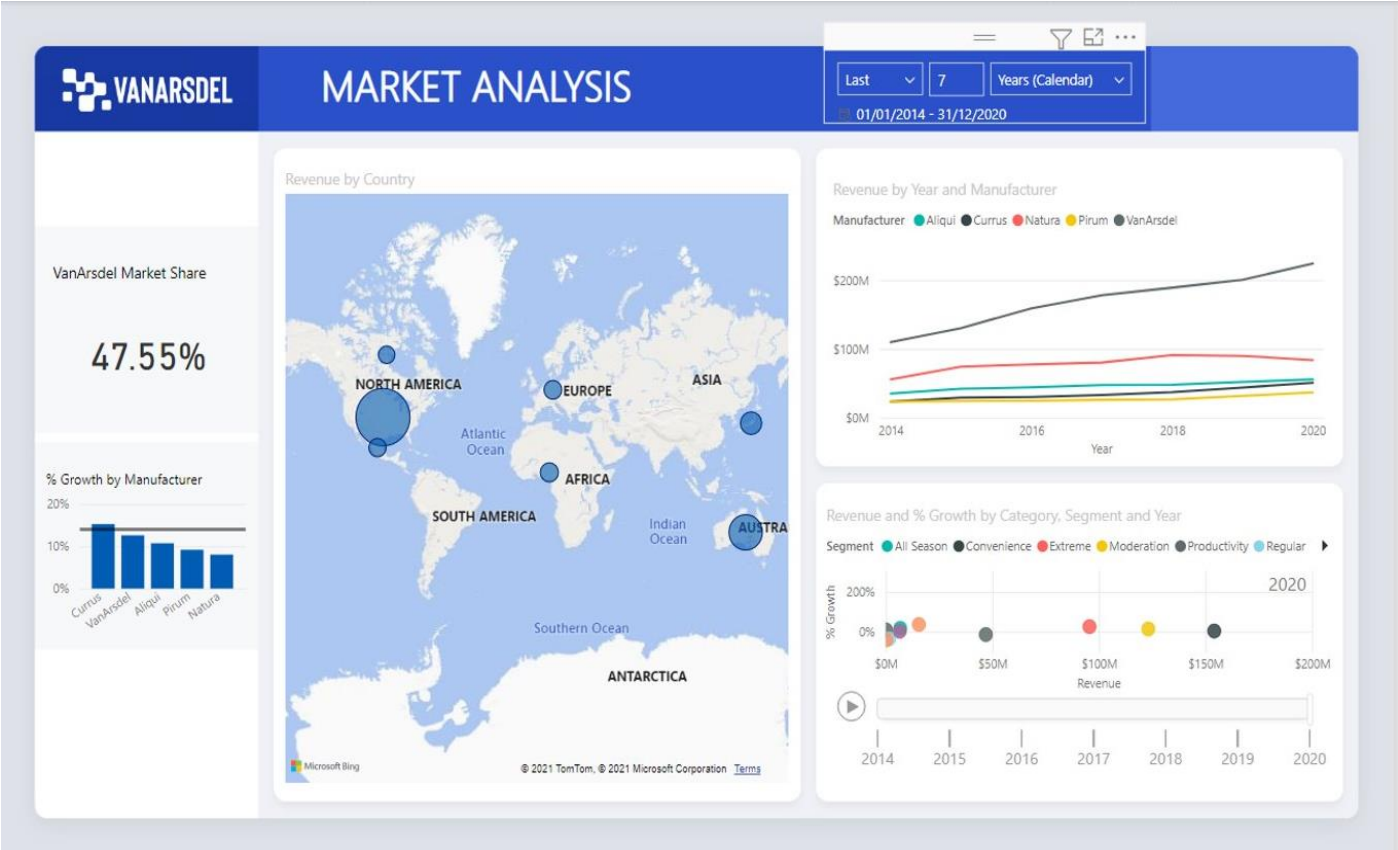 VANARSDEL
MARKET ANALYSIS
Last 7 Years (Calendar)
01/01/2014 - 31/12/2020
VanArsdel Market Share
47.55%
% Growth by Manufacturer
20%
10%
0%
Currus VanArsdel Aliqui Pirum Natura
Revenue by Country
NORTH AMERICA
EUROPE
ASIA
Atlantic
Ocean
AFRICA
SOUTH AMERICA
Indian
Ocean
AUSTRA
Southern Ocean
ANTARCTICA
Microsoft Bing
© 2021 TomTom, © 2021 Microsoft Corporation Terms
Revenue by Year and Manufacturer
Manufacturer Aliqui Currus Natura Pirum VanArsdel
$200M
$100M
$0M
2014 2016 2018 2020
Year
Revenue and % Growth by Category, Segment and Year
Segment All Season Convenience Extreme Moderation Productivity Regular
2020
% Growth
200%
0%
$0M $50M $100M $150M $200M
Revenue
2014 2015 2016 2017 2018 2019 2020